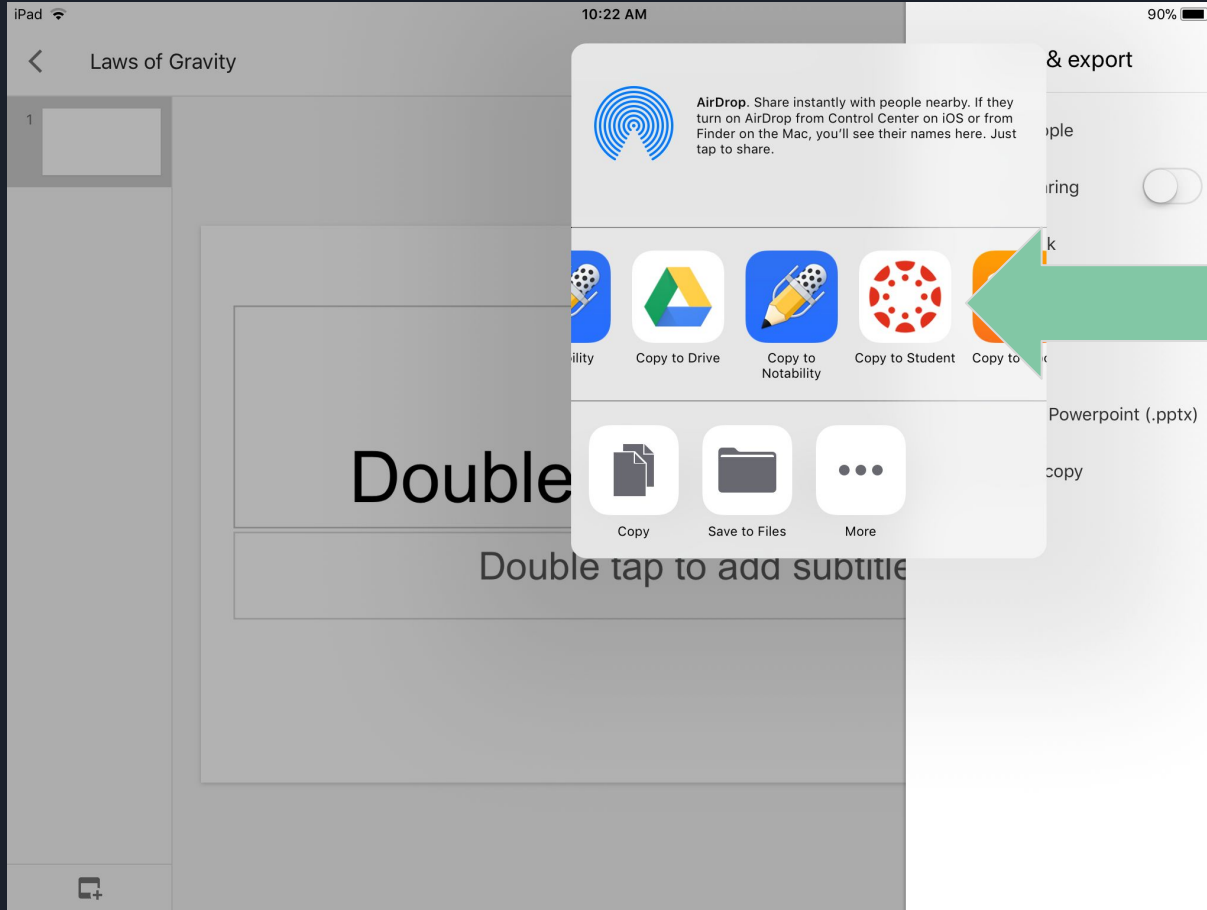 iPad
10:22 AM
90%
Laws of Gravity
& export
1
AirDrop. Share instantly with people nearby. If they
turn on AirDrop from Control Center on iOS or from
Finder on the Mac, you'll see their names here. Just
tap to share.
Copy to Drive
Copy to
Notability
Copy to Student
Copy to
Powerpoint (.pptx)
copy
Double
Copy
Save to Files
More
Double tap to add subtitle